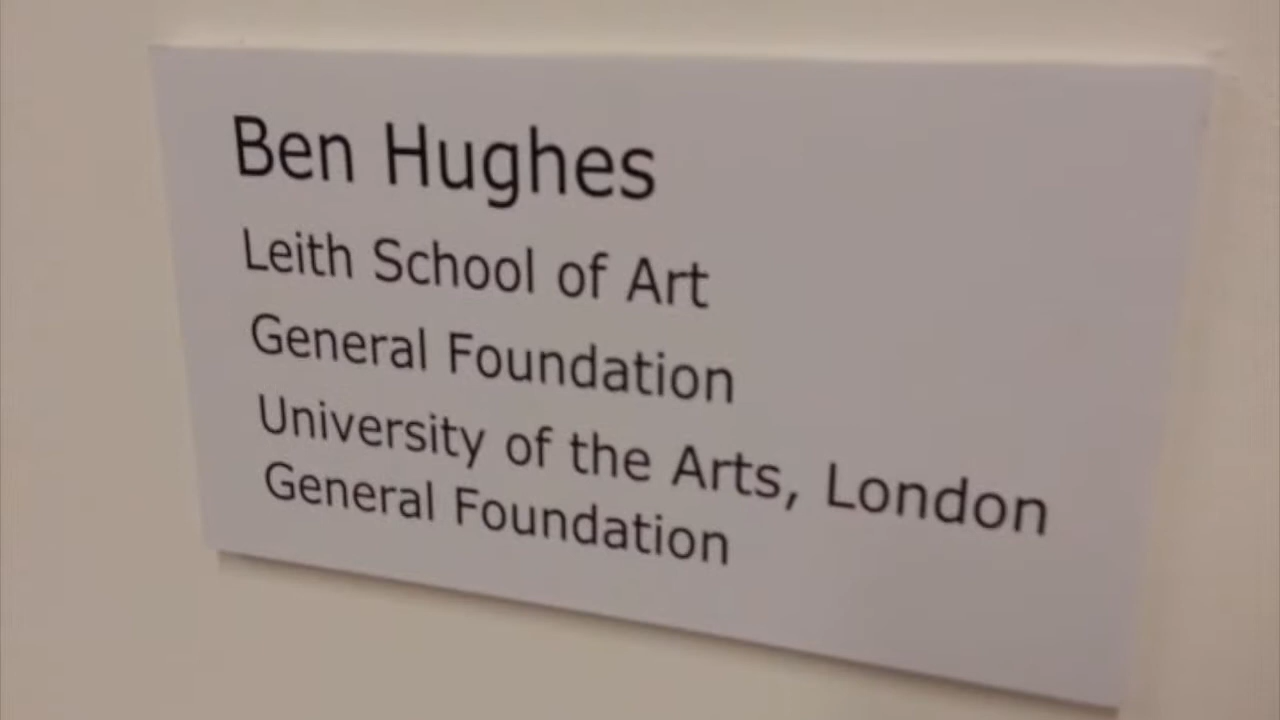 Ben Hughes
Leith School of Art
General Foundation
University of the Arts, London
General Foundation